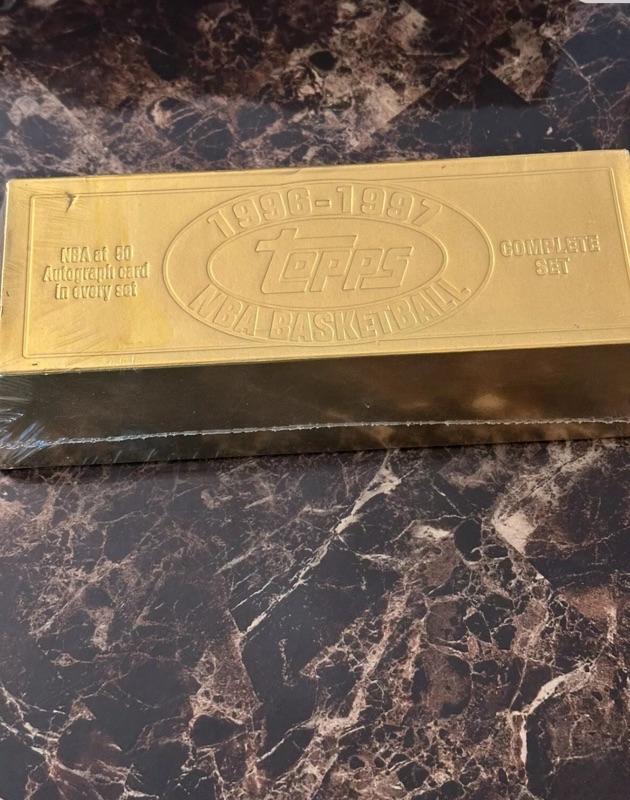 1996-1997
Topps
NBA BASKETBALL
NBA at 50
Autograph card
in every set
COMPLETE
SET